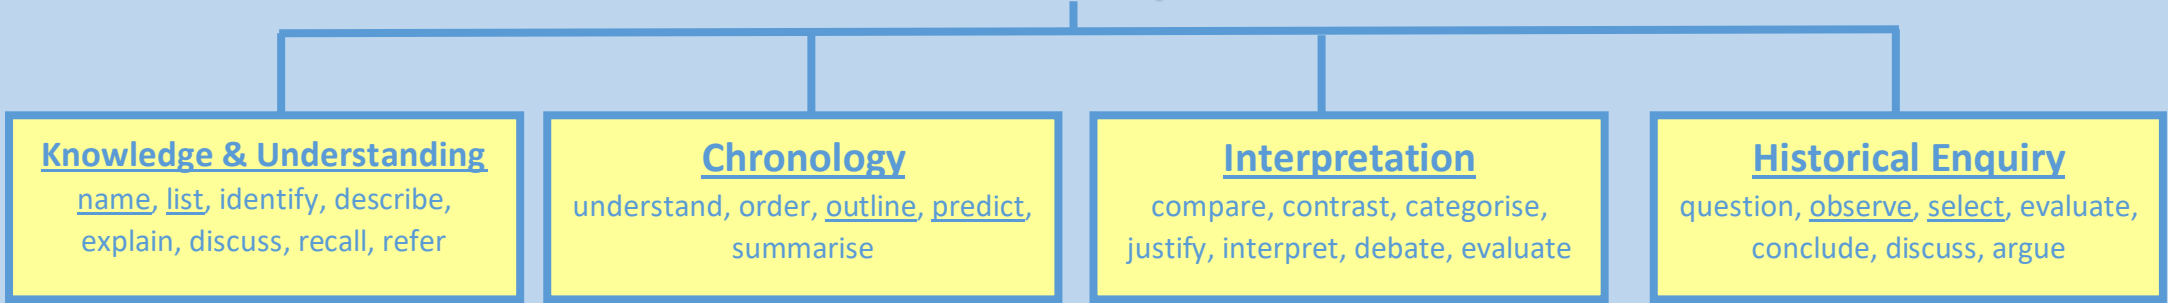 Knowledge & Understanding
name, list, identify, describe,
explain, discuss, recall, refer
Chronology
understand, order, outline, predict,
summarise
Interpretation
compare, contrast, categorise,
justify, interpret, debate, evaluate
Historical Enquiry
question, observe, select, evaluate,
conclude, discuss, argue